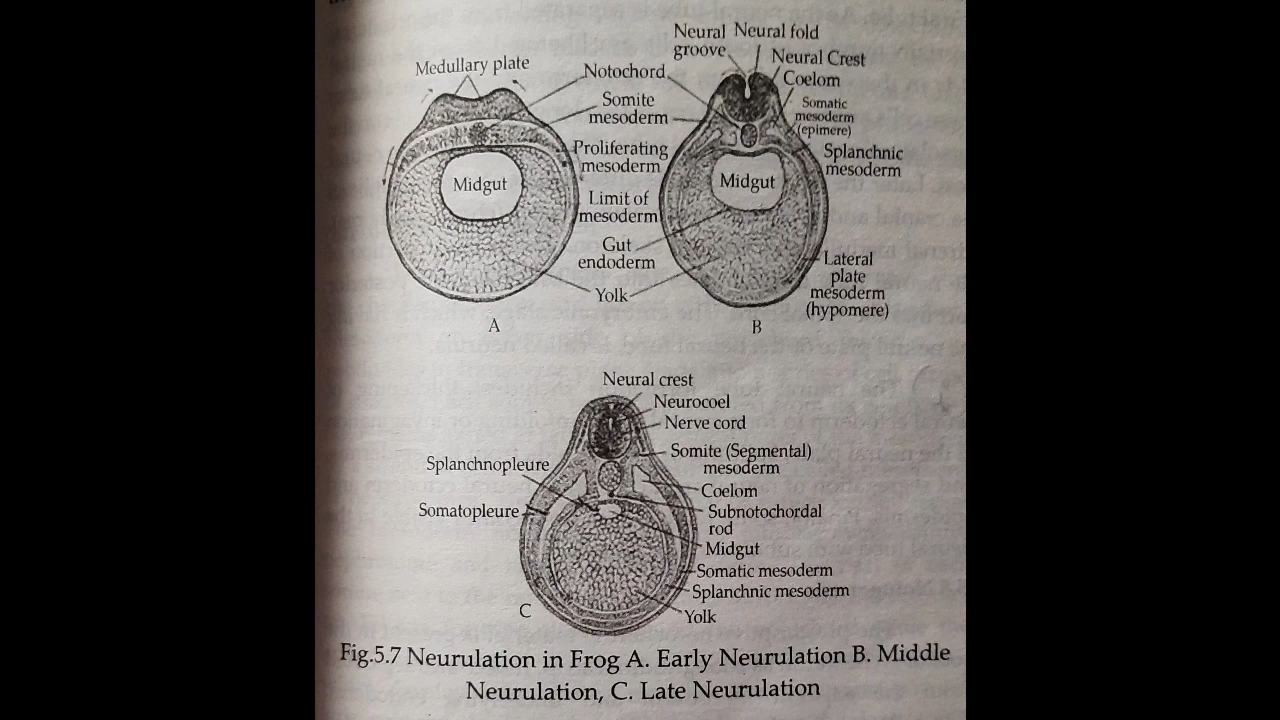 Neural Neural fold
groove
Neural Crest
Medullary plate
Notochord
Coelom
Somite
mesoderm
Somatic
mesoderm
(epimere)
Proliferating
mesoderm
Splanchnic
mesoderm
Midgut
Midgut
Limit of
mesoderm
Gut
endoderm
Lateral
plate
mesoderm
(hypomere)
Yolk
A
B
Neural crest
Neurocoel
Nerve cord
Somite (Segmental)
mesoderm
Splanchnopleure
Coelom
Somatopleure
Subnotochordal
rod
Midgut
Somatic mesoderm
Splanchnic mesoderm
C
Yolk
Fig.5.7 Neurulation in Frog A. Early Neurulation B. Middle
Neurulation, C. Late Neurulation